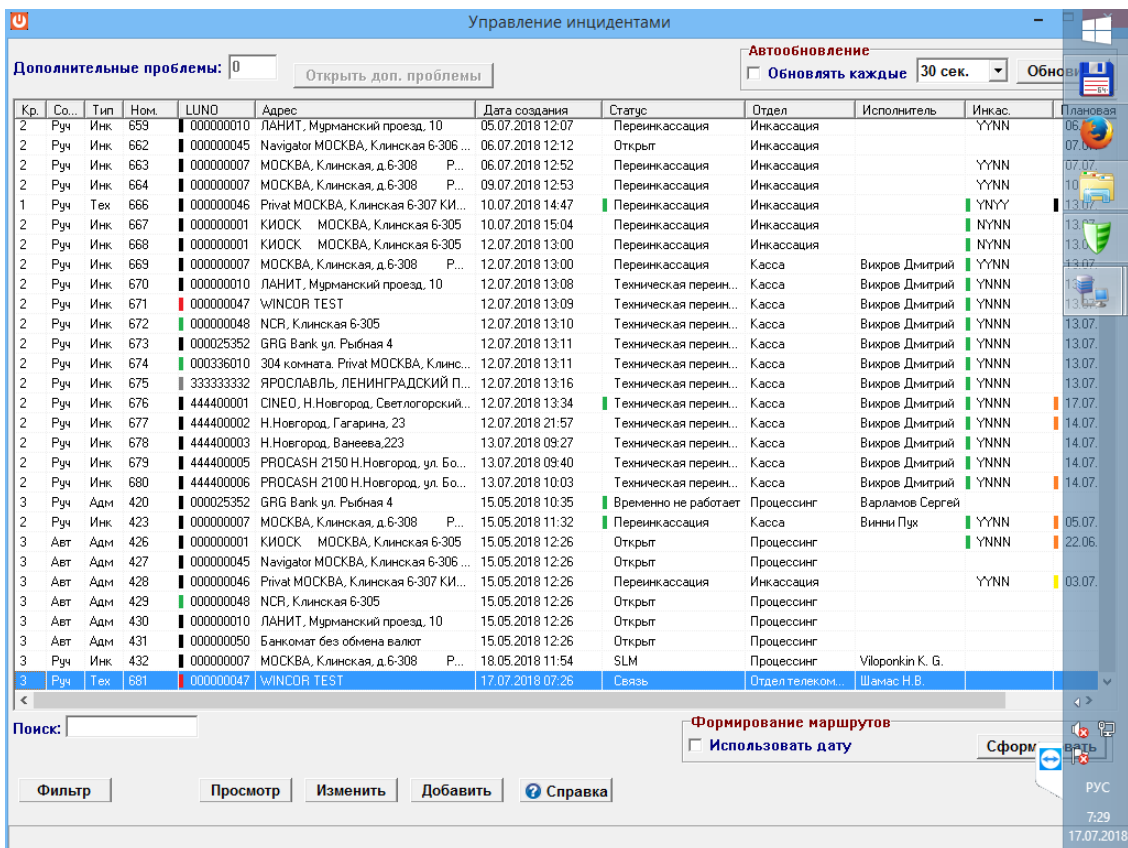 Управление инцидентами
Дополнительные проблемы: 0 Открыть доп. проблемы
Автообновление
Обновлять каждые 30 сек.
Кр. Со... Тип Ном. LUNO Адрес Дата создания Статус Отдел Исполнитель Инкас. Плановая
2 Руч Инк 659 000000010 ЛАНИТ, Мурманский проезд, 10 05.07.2018 12:07 Переинкассация Инкассация YYNN 06.
2 Руч Инк 662 000000045 Navigator МОСКВА, Клинская 6-306 ... 06.07.2018 12:12 Открыт Инкассация 07.0
2 Руч Инк 663 000000007 МОСКВА, Клинская, д.6-308 Р... 06.07.2018 12:52 Переинкассация Инкассация YYNN 07.07.
2 Руч Инк 664 000000007 МОСКВА, Клинская, д.6-308 Р... 09.07.2018 12:53 Переинкассация Инкассация YYNN 10
1 Руч Тех 666 000000046 Privat МОСКВА, Клинская 6-307 КИ... 10.07.2018 14:47 Переинкассация Инкассация YNYY 13.07.
2 Руч Инк 667 000000001 КИОСК МОСКВА, Клинская 6-305 10.07.2018 15:04 Переинкассация Инкассация NYNN 13.07
2 Руч Инк 668 000000001 КИОСК МОСКВА, Клинская 6-305 12.07.2018 13:00 Переинкассация Инкассация NYNN 13.0
2 Руч Инк 669 000000007 МОСКВА, Клинская, д.6-308 Р... 12.07.2018 13:00 Переинкассация Касса Вихров Дмитрий YYNN 13.07.
2 Руч Инк 670 000000010 ЛАНИТ, Мурманский проезд, 10 12.07.2018 13:08 Техническая переин... Касса Вихров Дмитрий YNNN 13
2 Руч Инк 671 000000047 WINCOR TEST 12.07.2018 13:09 Техническая переин... Касса Вихров Дмитрий YNNN 13.07.
2 Руч Инк 672 000000048 NCR, Клинская 6-305 12.07.2018 13:10 Техническая переин... Касса Вихров Дмитрий YNNN 13.07.
2 Руч Инк 673 000025352 GRG Bank ул. Рыбная 4 12.07.2018 13:11 Техническая переин... Касса Вихров Дмитрий YNNN 13.07.
2 Руч Инк 674 000336010 304 комната. Privat МОСКВА, Клинс... 12.07.2018 13:11 Техническая переин... Касса Вихров Дмитрий YNNN 13.07.
2 Руч Инк 675 333333332 ЯРОСЛАВЛЬ, ЛЕНИНГРАДСКИЙ П... 12.07.2018 13:16 Техническая переин... Касса Вихров Дмитрий YNNN 13.07.
2 Руч Инк 676 444400001 CINEO, Н.Новгород, Светлогорский... 12.07.2018 13:34 Техническая переин... Касса Вихров Дмитрий YNNN 17.07.
2 Руч Инк 677 444400002 Н.Новгород, Гагарина, 23 12.07.2018 21:57 Техническая переин... Касса Вихров Дмитрий YNNN 14.07.
2 Руч Инк 678 444400003 Н.Новгород, Ванеева,223 13.07.2018 09:27 Техническая переин... Касса Вихров Дмитрий YNNN 14.07.
2 Руч Инк 679 444400005 PROCASH 2150 Н.Новгород, ул. Бо... 13.07.2018 09:40 Техническая переин... Касса Вихров Дмитрий YNNN 14.07.
2 Руч Инк 680 444400006 PROCASH 2100 Н.Новгород, ул. Бо... 13.07.2018 10:03 Техническая переин... Касса Вихров Дмитрий YNNN 14.07.
3 Руч Адм 420 000025352 GRG Bank ул. Рыбная 4 15.05.2018 10:35 Временно не работает Процессинг Варламов Сергей
2 Руч Инк 423 000000007 МОСКВА, Клинская, д.6-308 Р... 15.05.2018 11:32 Переинкассация Касса Винни Пух YYNN 05.07.
3 Авт Адм 426 000000001 КИОСК МОСКВА, Клинская 6-305 15.05.2018 12:26 Открыт Процессинг YNNN 22.06.
3 Авт Адм 427 000000045 Navigator МОСКВА, Клинская 6-306 ... 15.05.2018 12:26 Открыт Процессинг
3 Авт Адм 428 000000046 Privat МОСКВА, Клинская 6-307 КИ... 15.05.2018 12:26 Переинкассация Инкассация YYNN 03.07.
3 Авт Адм 429 000000048 NCR, Клинская 6-305 15.05.2018 12:26 Открыт Процессинг
3 Авт Адм 430 000000010 ЛАНИТ, Мурманский проезд, 10 15.05.2018 12:26 Открыт Процессинг
3 Авт Адм 431 000000050 Банкомат без обмена валют 15.05.2018 12:26 Открыт Процессинг
3 Руч Инк 432 000000007 МОСКВА, Клинская, д.6-308 Р... 18.05.2018 11:54 SLM Процессинг Viloponkin K. G.
3 Руч Тех 681 000000047 WINCOR TEST 17.07.2018 07:26 Связь Отдел телеком... Шамас Н.В.
Поиск:
Формирование маршрутов
Использовать дату
Фильтр Просмотр Изменить Добавить Справка
РУС
7:29
17.07.2018